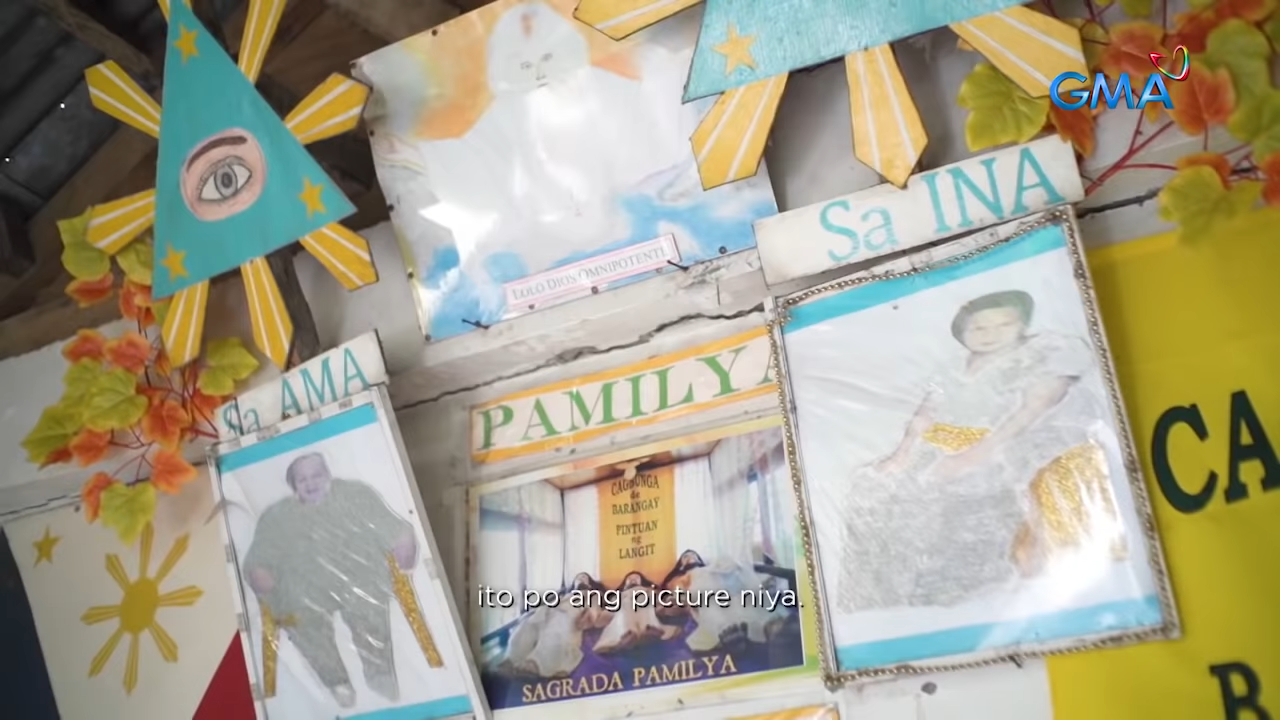 GMA
LOLO DIOS OMNIPOTENTE
Sa INA
Sa AMA
PAMILYA
CAGBUNGA
de
BARANGAY
PINTUAN
ng
LANGIT
SAGRADA PAMILYA
CA
B
ito po ang picture niya.